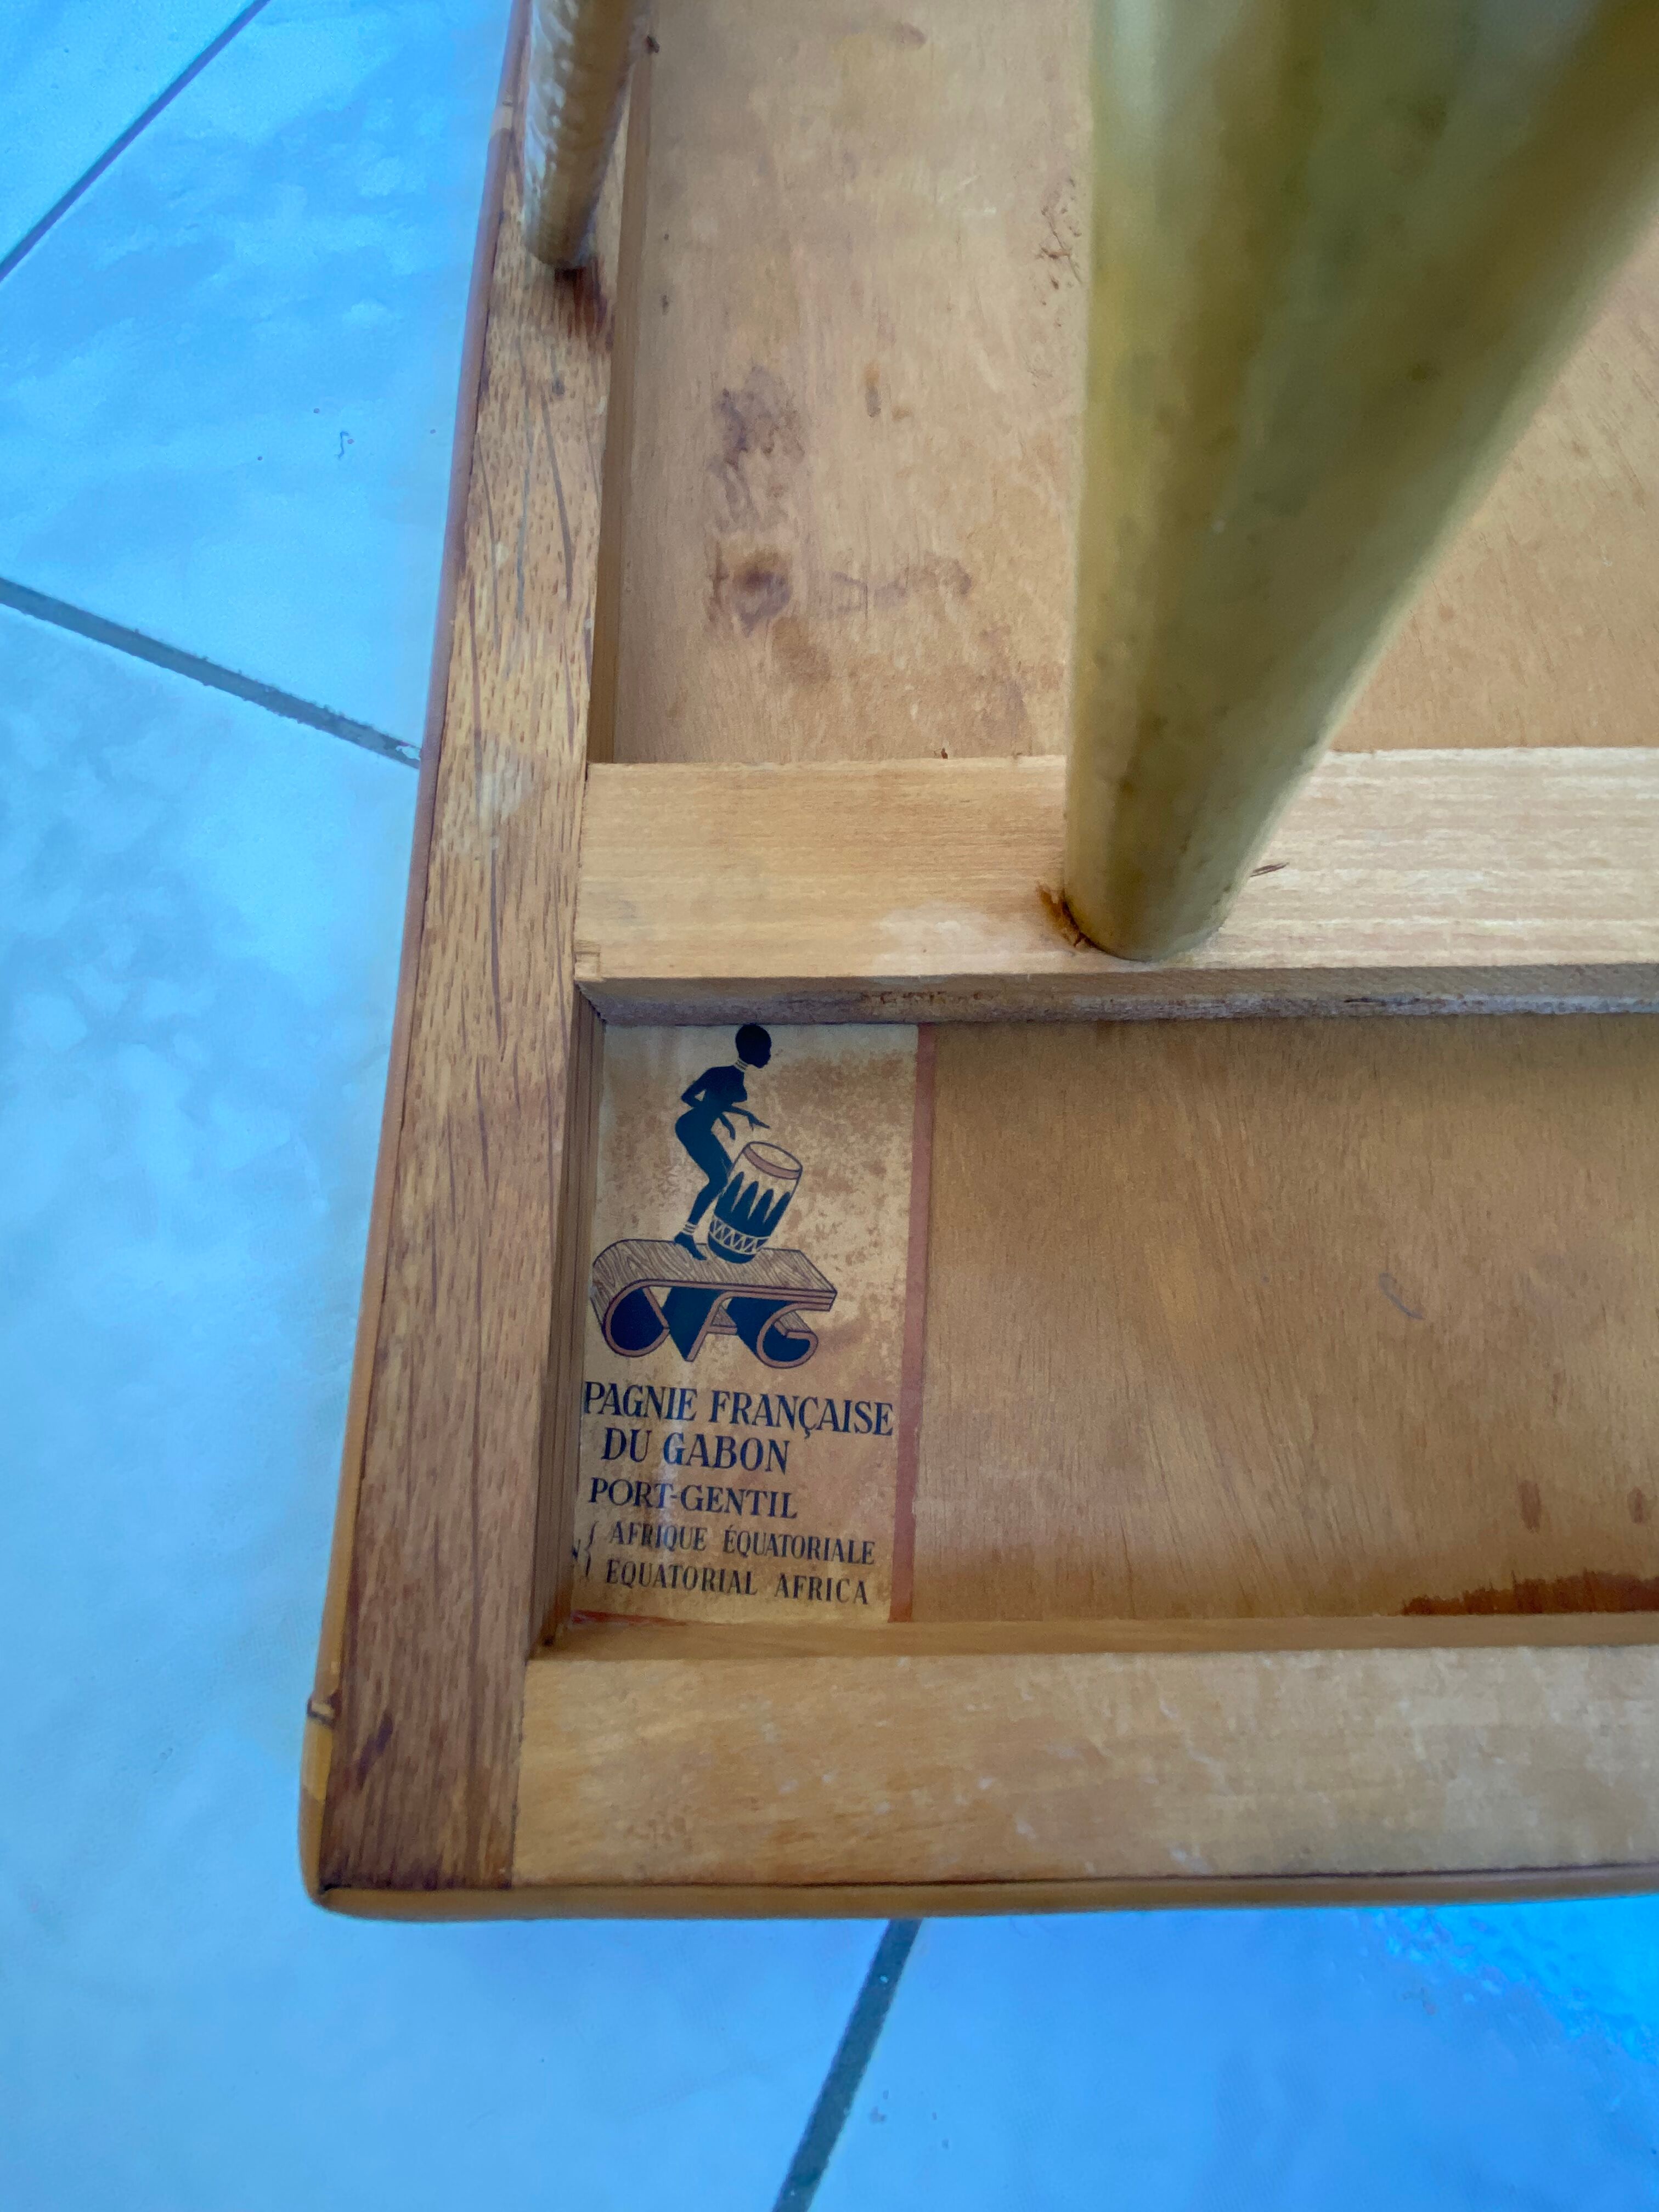 CFG
PAGNIE FRANÇAISE
DU GABON
PORT-GENTIL
N { AFRIQUE ÉQUATORIALE
EQUATORIAL AFRICA